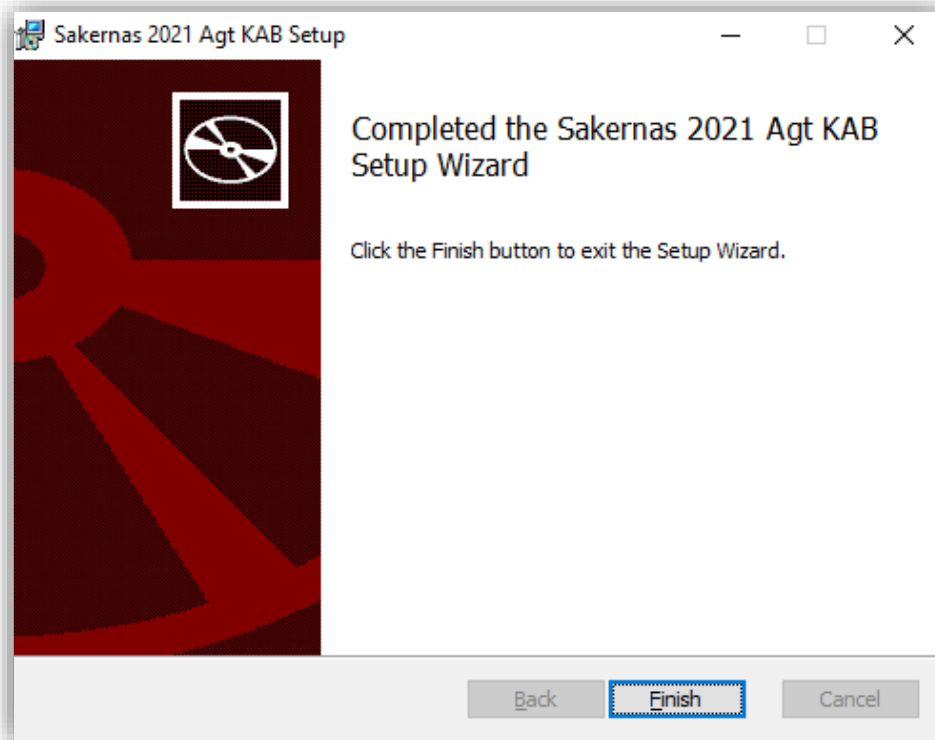 Sakernas 2021 Agt KAB Setup
Completed the Sakernas 2021 Agt KAB
Setup Wizard
Click the Finish button to exit the Setup Wizard.
Back Finish Cancel